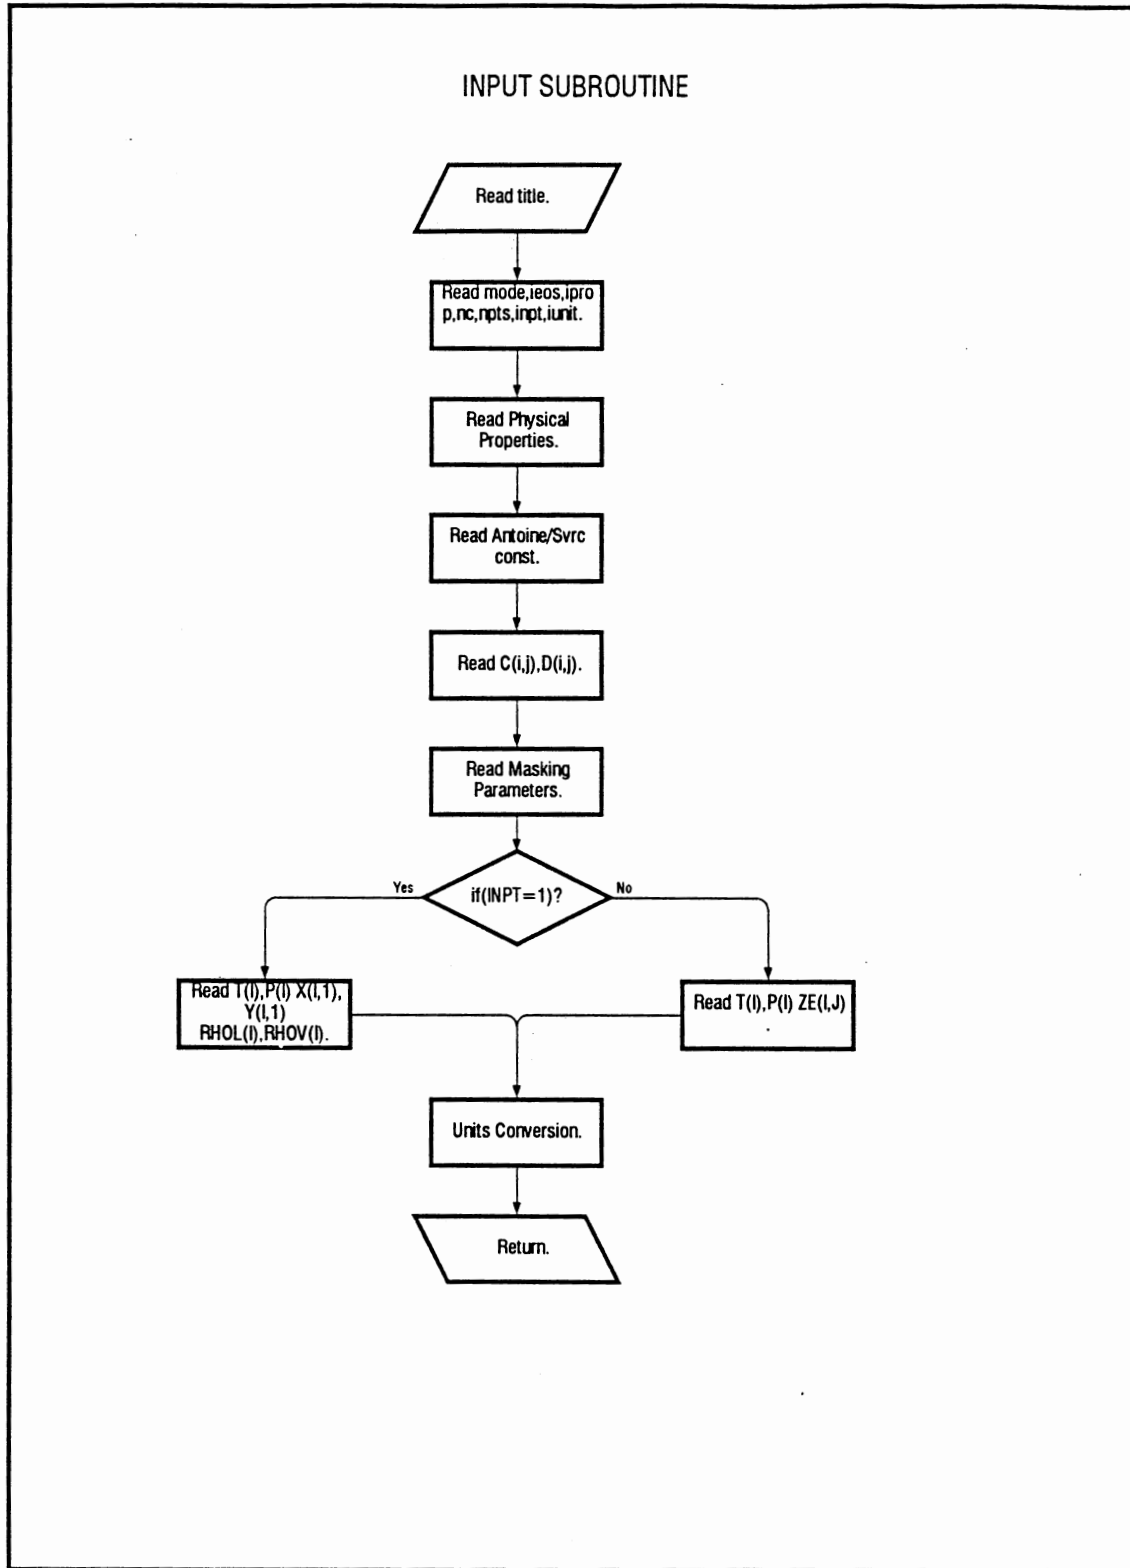 INPUT SUBROUTINE
Read title.
Read mode,ieos,ipro
p,nc,npts,inpt,iunit.
Read Physical
Properties.
Read Antoine/Svrc
const.
Read C(i,j),D(i,j).
Read Masking
Parameters.
if(INPT=1)?
Yes
No
Read T(I),P(I) X(I,1),
Y(I,1)
RHOL(I),RHOV(I).
Read T(I),P(I) ZE(I,J)
.
Units Conversion.
Return.